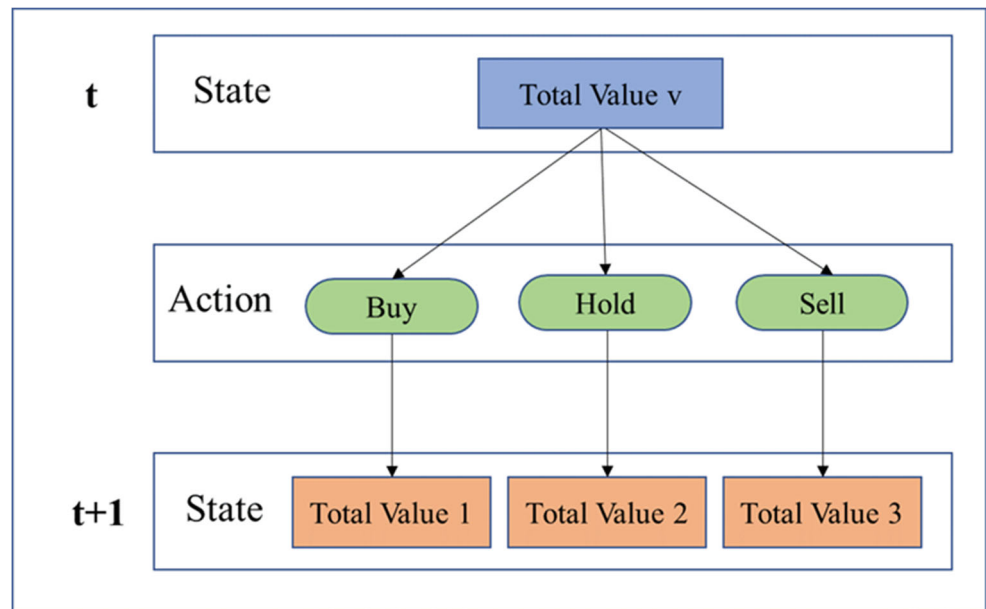 t
State
Total Value v
Action
Buy
Hold
Sell
t+1
State
Total Value 1
Total Value 2
Total Value 3